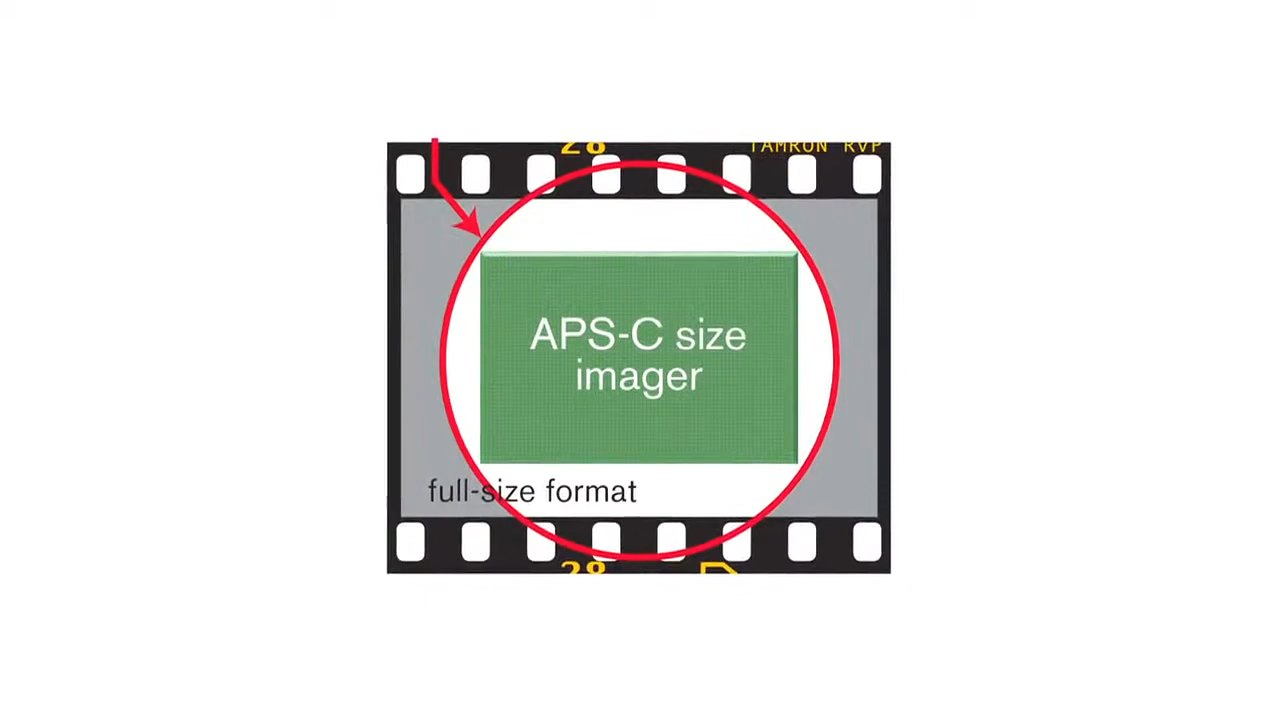 28 TAMRON RVP
APS-C size
imager
full-size format
28